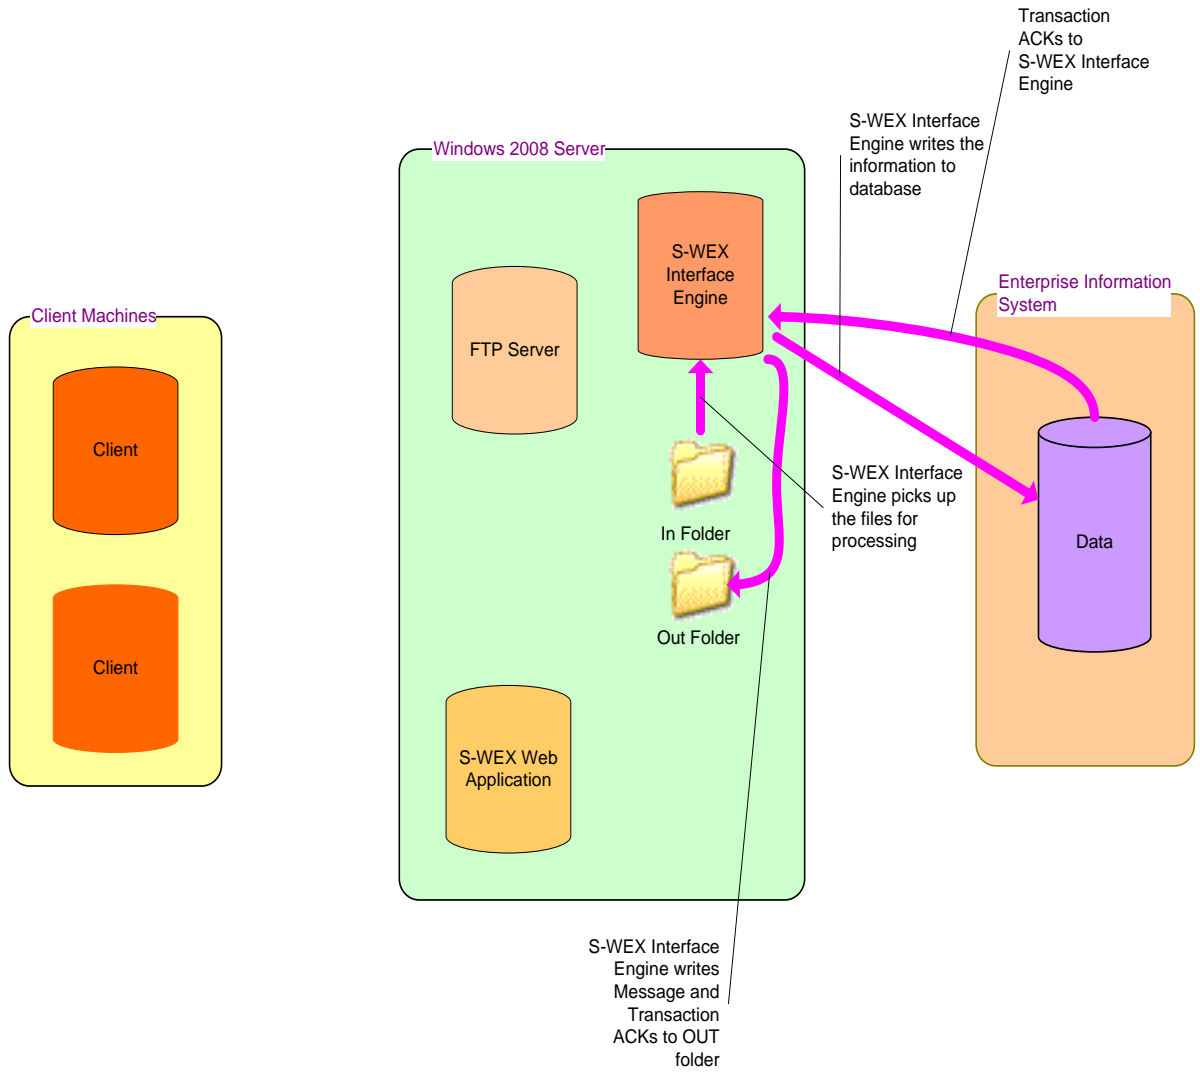 Transaction
ACKs to
S-WEX Interface
Engine
S-WEX Interface
Engine writes the
information to
database
Windows 2008 Server
S-WEX
Interface
Engine
Enterprise Information
System
Client Machines
FTP Server
Client
S-WEX Interface
Engine picks up
the files for
processing
In Folder
Data
Out Folder
Client
S-WEX Web
Application
S-WEX Interface
Engine writes
Message and
Transaction
ACKs to OUT
folder